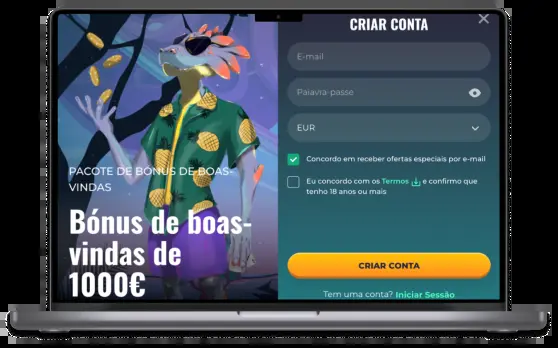 CRIAR CONTA
E-mail
Palavra-passe
EUR
Concordo em receber ofertas especiais por e-mail
Eu concordo com os Termos e confirmo que
tenho 18 anos ou mais
CRIAR CONTA
Tem uma conta? Iniciar Sessão
PACOTE DE BÓNUS DE BOAS-
VINDAS
Bónus de boas-
vindas de
1000€